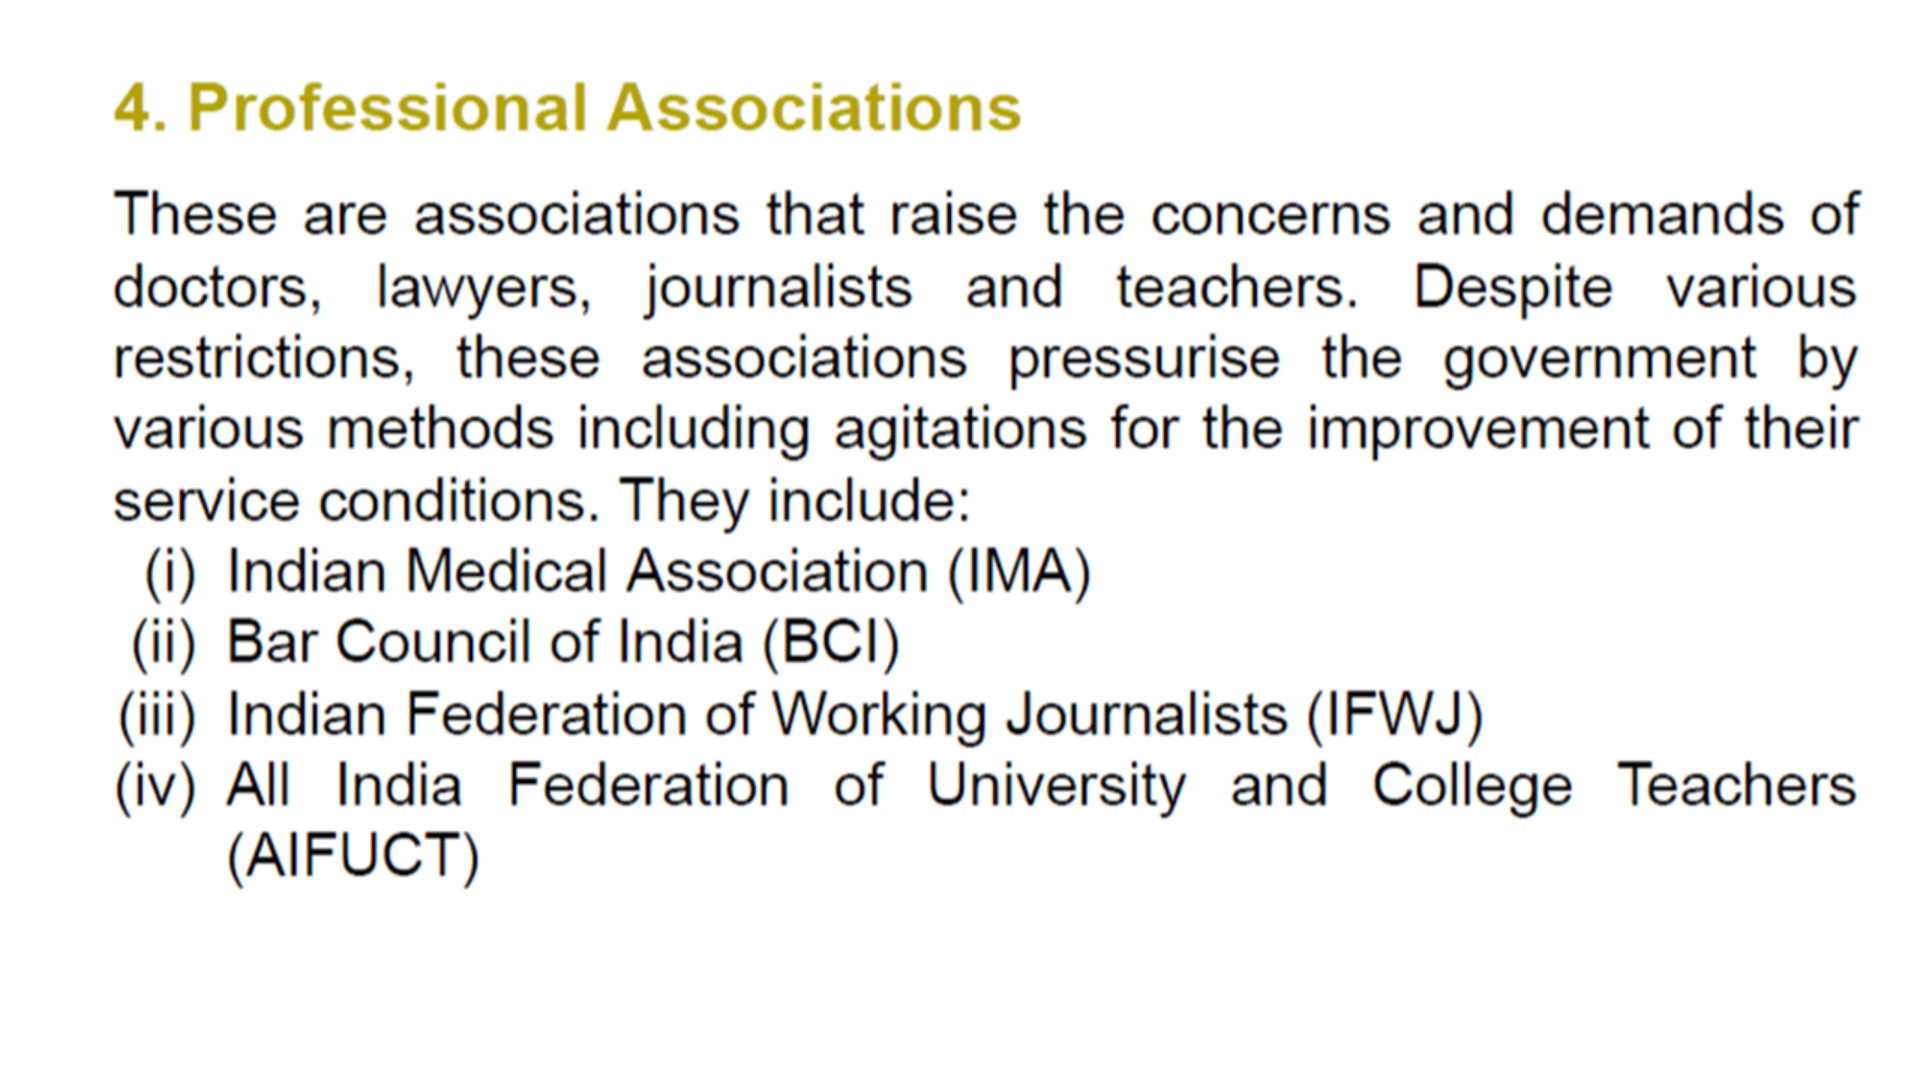 4. Professional Associations
These are associations that raise the concerns and demands of
doctors, lawyers, journalists and teachers. Despite various
restrictions, these associations pressurise the government by
various methods including agitations for the improvement of their
service conditions. They include:
(i) Indian Medical Association (IMA)
(ii) Bar Council of India (BCI)
(iii) Indian Federation of Working Journalists (IFWJ)
(iv) All India Federation of University and College Teachers
(AIFUCT)